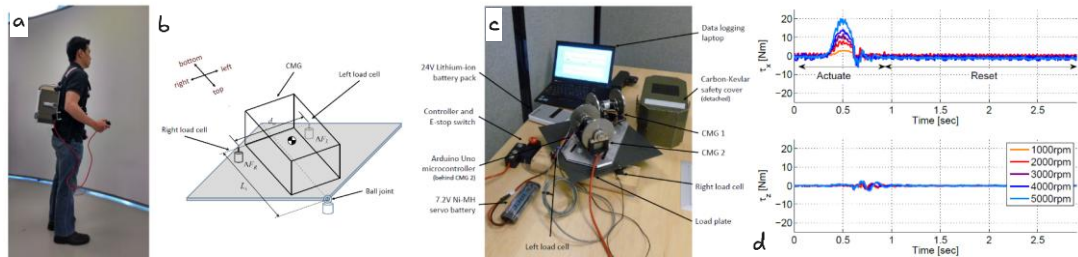 a
b
bottom
left
right
top
CMG
Left load cell
Right load cell
ΔF_L
ΔF_R
Ball joint
c
24V Lithium-ion
battery pack
Controller and
E-stop switch
Arduino Uno
microcontroller
(behind CMG 2)
7.2V Ni-MH
servo battery
Left load cell
Data logging
laptop
Carbon-Kevlar
safety cover
(detached)
CMG 1
CMG 2
Right load cell
Load plate
d
τx [Nm]
20
10
0
-10
-20
Actuate
Reset
0 0.5 1 1.5 2 2.5
Time [sec]
τz [Nm]
20
10
0
-10
-20
1000rpm
2000rpm
3000rpm
4000rpm
5000rpm
0 0.5 1 1.5 2 2.5
Time [sec]